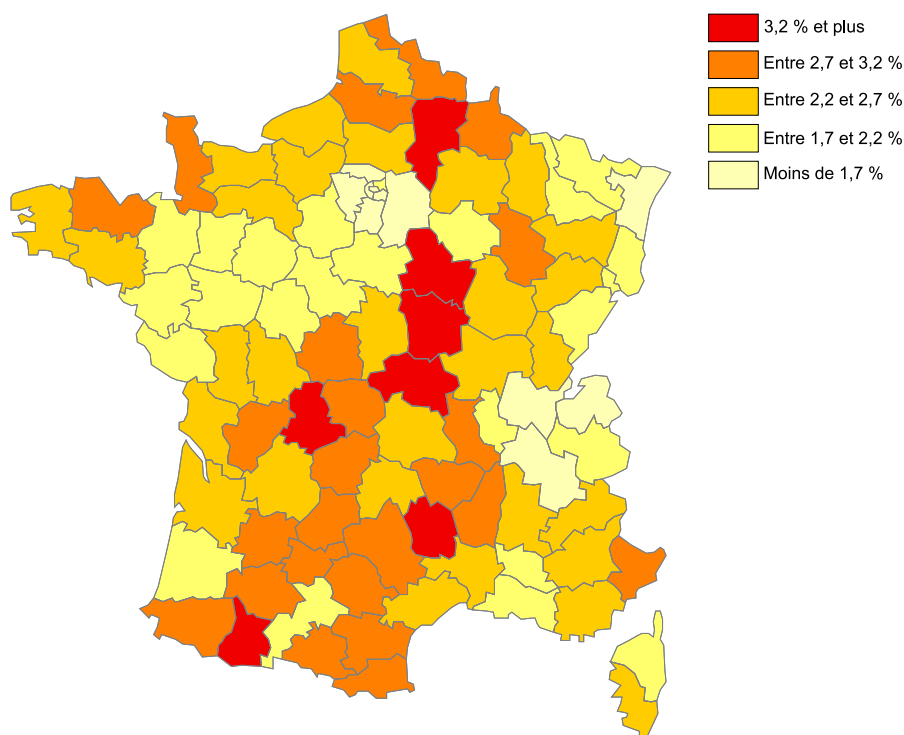 3,2 % et plus
Entre 2,7 et 3,2 %
Entre 2,2 et 2,7 %
Entre 1,7 et 2,2 %
Moins de 1,7 %